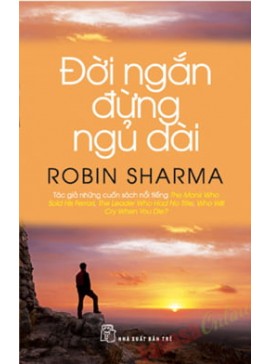 Đời ngắn
đừng
ngủ dài
ROBIN SHARMA
Tác giả những cuốn sách nổi tiếng The Monk Who
Sold His Ferrari, The Leader Who Had No Title, Who Will
Cry When You Die?
NHÀ XUẤT BẢN TRẺ